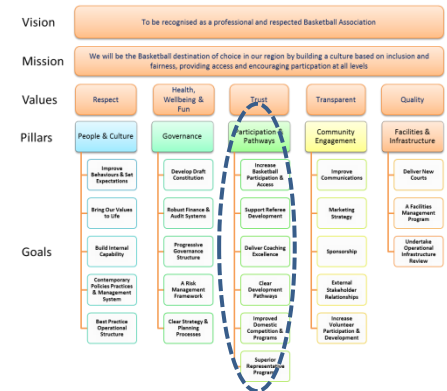 Vision
To be recognised as a professional and respected Basketball Association
Mission
We will be the Basketball destination of choice in our region by building a culture based on inclusion and
fairness, providing access and encouraging particpation at all levels
Values
Respect
Health,
Wellbeing &
Fun
Trust
Transparent
Quality
Pillars
People & Culture
Governance
Participation &
Pathways
Community
Engagement
Facilities &
Infrastructure
Goals
Improve
Behaviours & Set
Expectations
Bring Our Values
to Life
Build Internal
Capability
Contemporary
Policies Practices
& Management
System
Best Practice
Operational
Structure
Develop Draft
Constitution
Robust Finance &
Audit Systems
Progressive
Governance
Structure
A Risk
Management
Framework
Clear Strategy &
Planning
Processes
Increase
Basketball
Participation &
Access
Support Referee
Development
Deliver Coaching
Excellence
Clear
Development
Pathways
Improved
Domestic
Competition &
Programs
Superior
Representative
Program
Improve
Communications
Marketing
Strategy
Sponsorship
External
Stakeholder
Relationships
Increase
Volunteer
Participation &
Development
Deliver New
Courts
A Facilities
Management
Program
Undertake
Operational
Infrastructure
Review